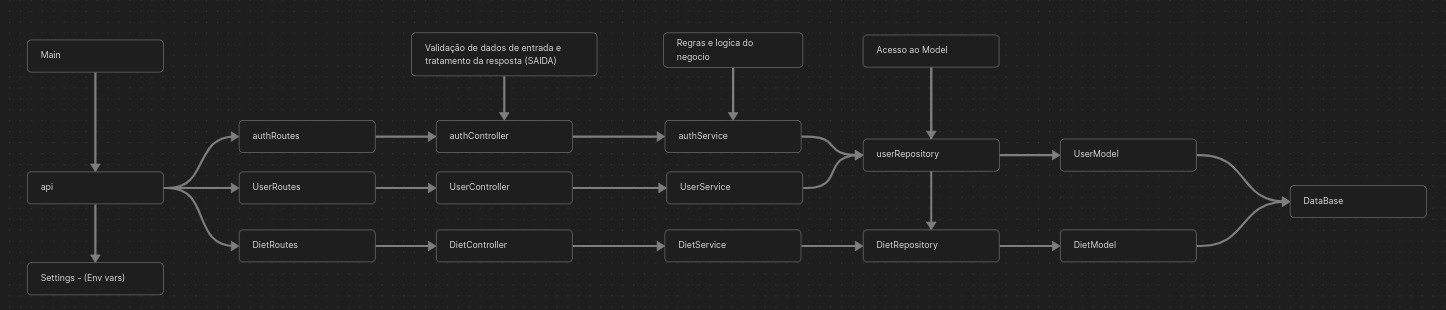 Main
Validação de dados de entrada e
tratamento da resposta (SAIDA)
Regras e logica do
negocio
Acesso ao Model
authRoutes
authController
authService
userRepository
UserModel
api
UserRoutes
UserController
UserService
DataBase
DietRoutes
DietController
DietService
DietRepository
DietModel
Settings - (Env vars)